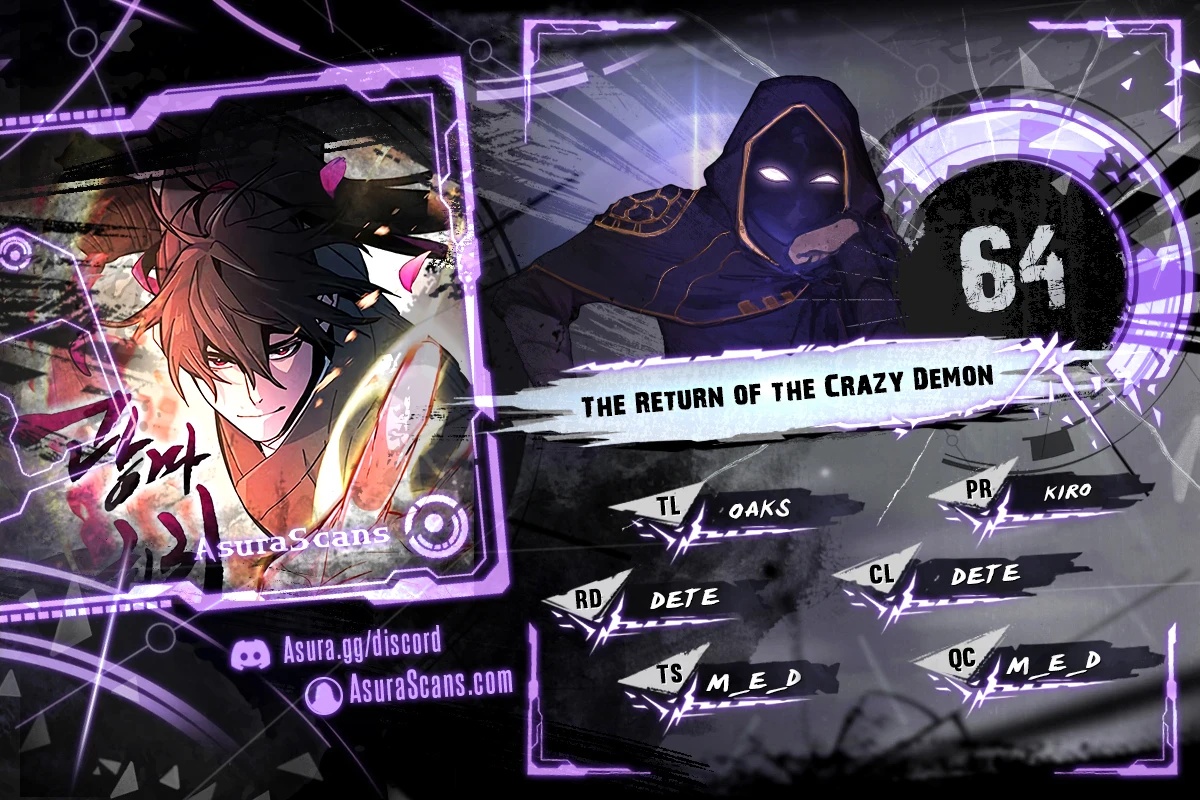 64
THE RETURN OF THE CRAZY DEMON
TL OAKS
PR KIRO
RD DETE
CL DETE
TS M_E_D
QC M_E_D
AsuraScans
Asura.gg/discord
AsuraScans.com